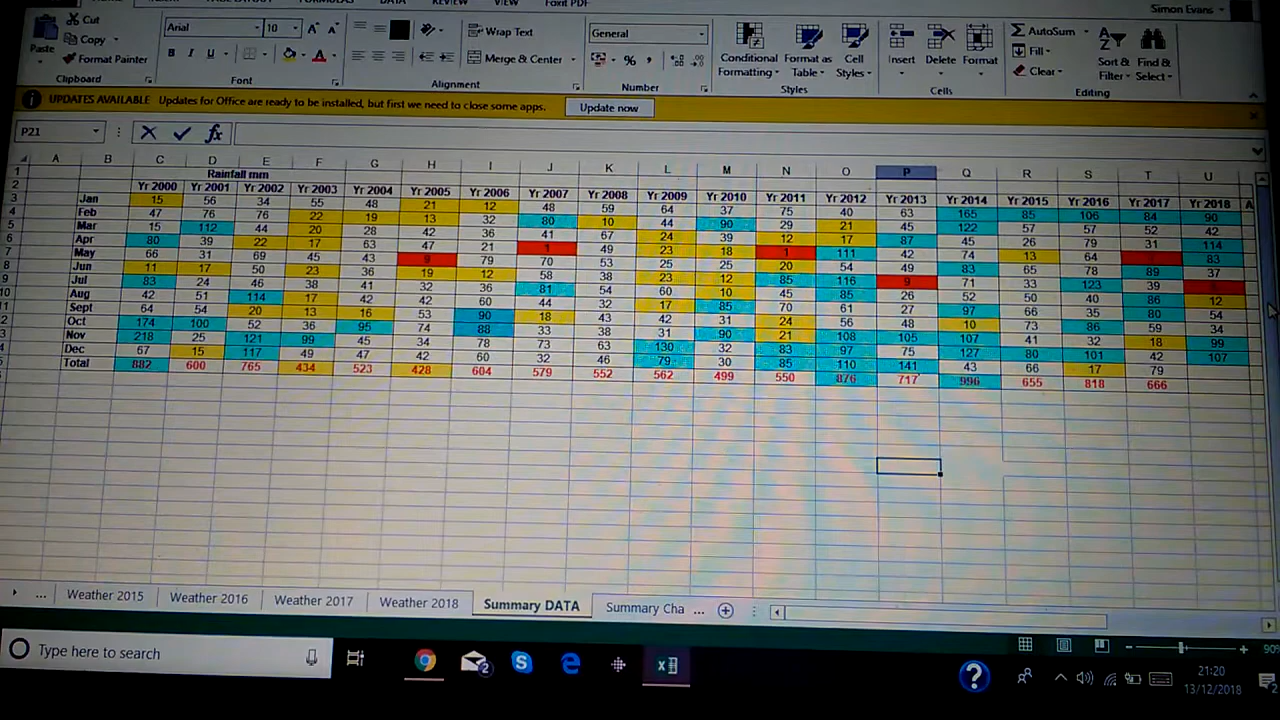 Simon Evans
Cut
Copy
Format Painter
Paste
Clipboard
Arial 10
B I U
Font
Wrap Text
Merge & Center
Alignment
General
%
Number
Conditional Formatting
Format as Table
Cell Styles
Styles
Insert Delete Format
Cells
AutoSum
Fill
Clear
Sort & Filter
Find & Select
Editing
UPDATES AVAILABLE Updates for Office are ready to be installed, but first we need to close some apps. Update now
P21 fx
A B C D E F G H I J K L M N O P Q R S T U
Rainfall mm
Yr 2000 Yr 2001 Yr 2002 Yr 2003 Yr 2004 Yr 2005 Yr 2006 Yr 2007 Yr 2008 Yr 2009 Yr 2010 Yr 2011 Yr 2012 Yr 2013 Yr 2014 Yr 2015 Yr 2016 Yr 2017 Yr 2018
Jan 15 56 34 55 48 21 12 48 59 64 37 75 40 63 165 85 106 84 90
Feb 47 76 76 22 19 13 32 80 10 44 90 29 21 45 122 57 57 52 42
Mar 15 112 44 20 28 42 36 41 67 24 39 12 17 87 45 26 79 31 114
Apr 80 39 22 17 63 47 21 1 49 23 18 1 111 42 74 13 64 83
May 66 31 69 45 43 9 79 70 53 25 25 20 54 49 83 65 78 89 37
Jun 11 17 50 23 36 19 12 58 38 23 12 85 116 9 71 33 123 39
Jul 83 24 46 38 41 32 36 81 54 60 10 45 85 26 52 50 40 86 12
Aug 42 51 114 17 42 42 60 44 32 17 85 70 61 27 97 66 35 80 54
Sept 64 54 20 13 16 53 90 18 43 42 31 24 56 48 10 73 86 59 34
Oct 174 100 52 36 95 74 88 33 38 31 90 21 108 105 107 41 32 18 99
Nov 218 25 121 99 45 34 78 73 63 130 32 83 97 75 127 80 101 42 107
Dec 67 15 117 49 47 42 60 32 46 79 30 85 110 141 43 66 17 79
Total 882 600 765 434 523 428 604 579 552 562 499 550 876 717 996 655 818 666
... Weather 2015 Weather 2016 Weather 2017 Weather 2018 Summary DATA Summary Cha ...
90%
Type here to search
21:20
13/12/2018